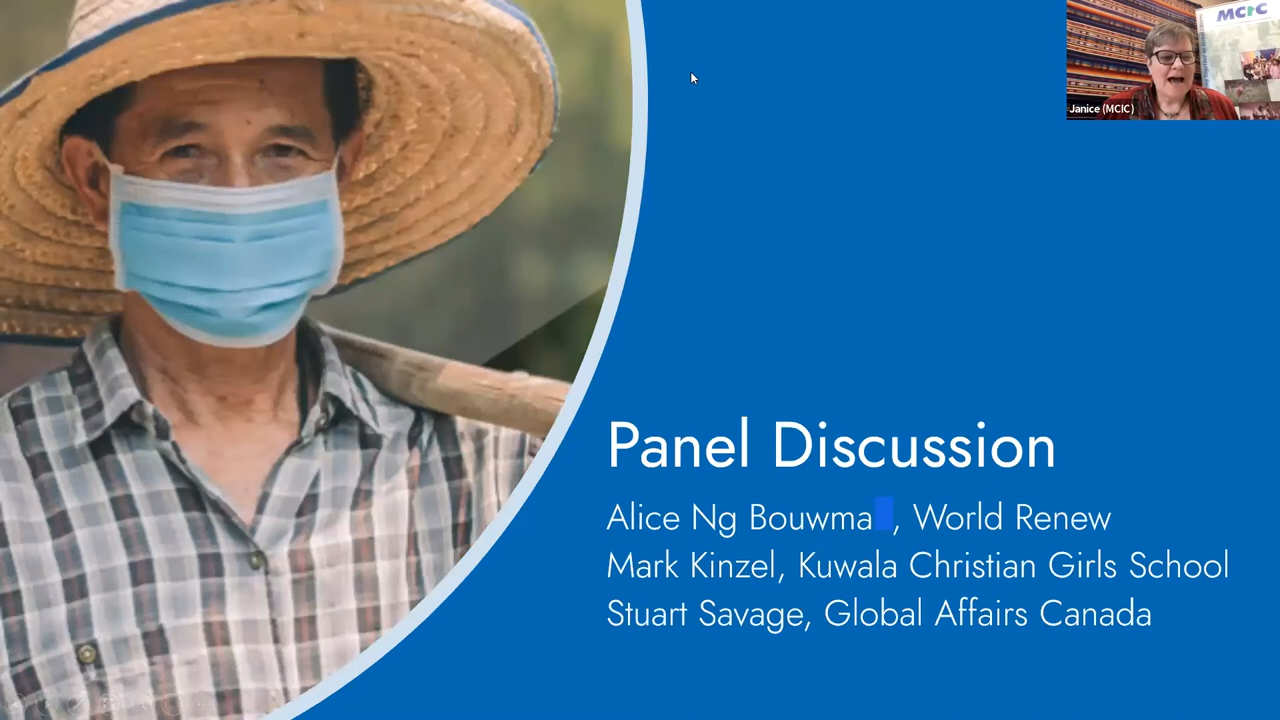 MCIC
Janice (MCIC)
Panel Discussion
Alice Ng Bouwma , World Renew
Mark Kinzel, Kuwala Christian Girls School
Stuart Savage, Global Affairs Canada